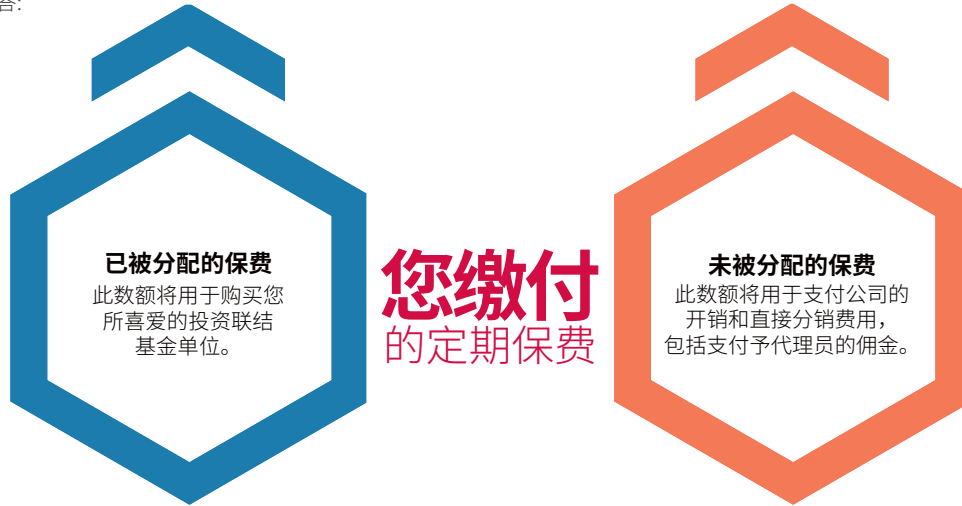 答:
已被分配的保费
此数额将用于购买您
所喜爱的投资联结
基金单位。
您缴付
的定期保费
未被分配的保费
此数额将用于支付公司的
开销和直接分销费用，
包括支付予代理员的佣金。